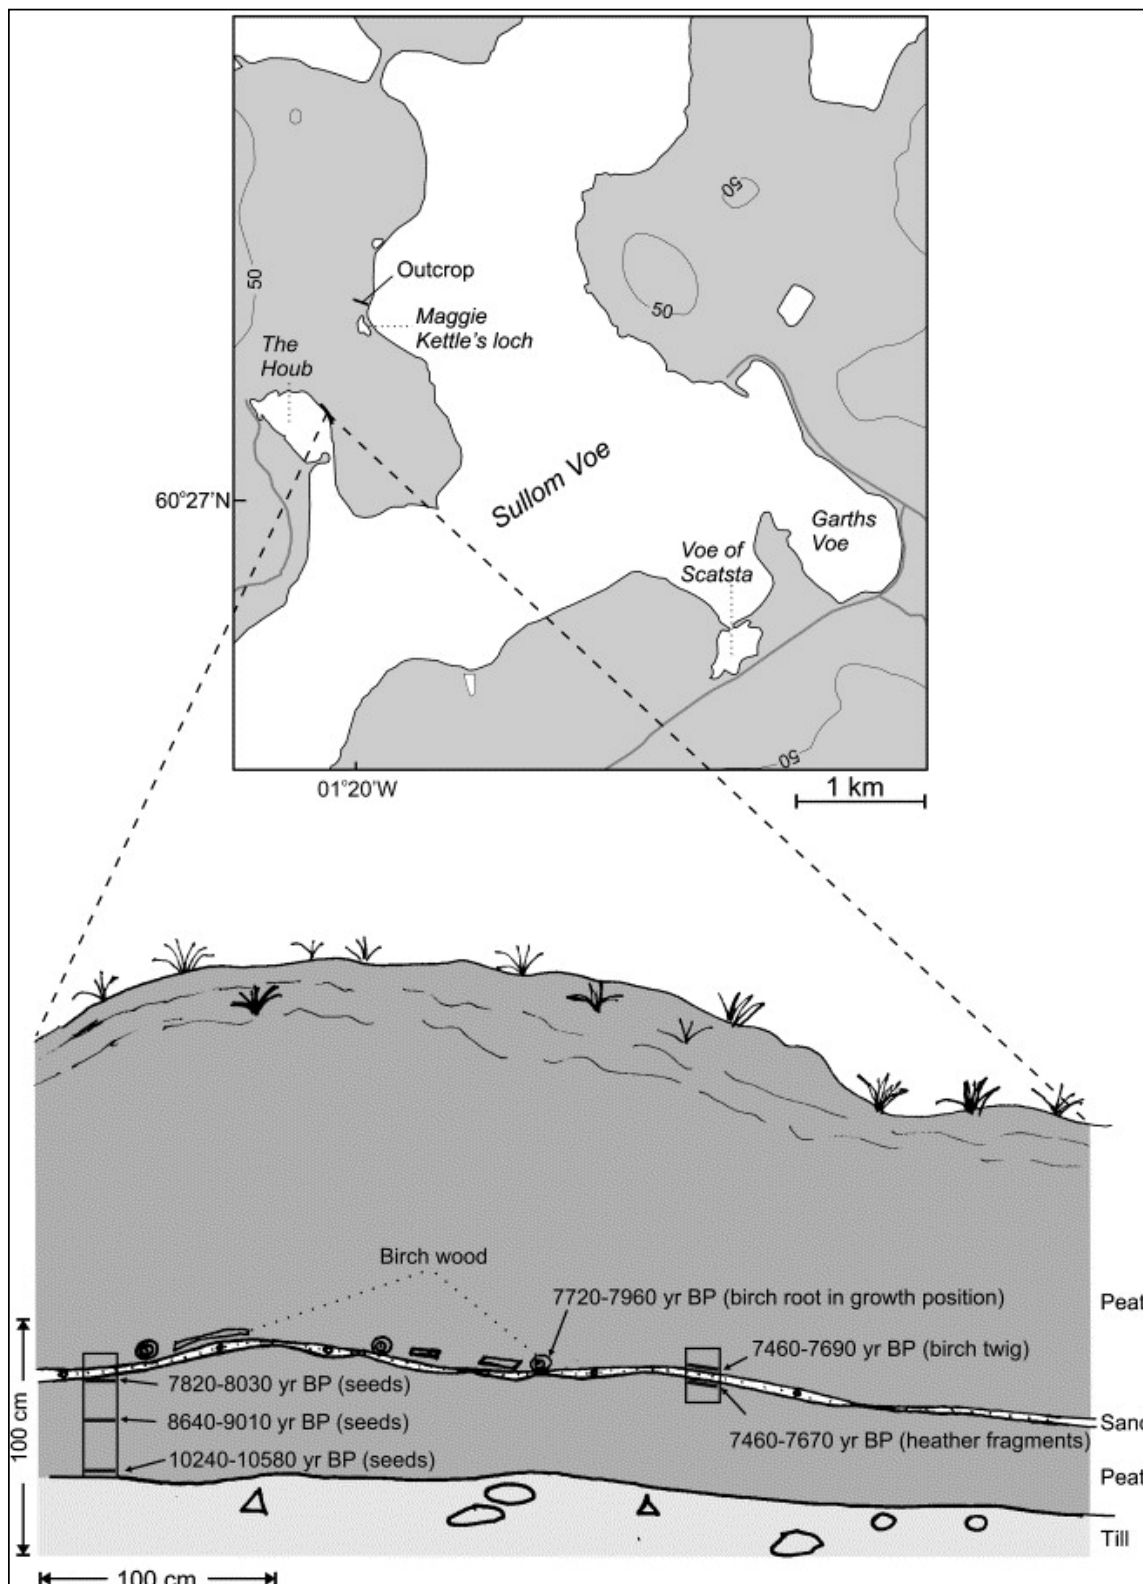 50
50
50
Outcrop
Maggie
Kettle's loch
The
Houb
Sullom Voe
60°27'N
Garths
Voe
Voe of
Scatsta
50
01°20'W
1 km
Birch wood
7720-7960 yr BP (birch root in growth position)
Peat
7460-7690 yr BP (birch twig)
7820-8030 yr BP (seeds)
8640-9010 yr BP (seeds)
Sand
7460-7670 yr BP (heather fragments)
10240-10580 yr BP (seeds)
Peat
100 cm
Till
100 cm